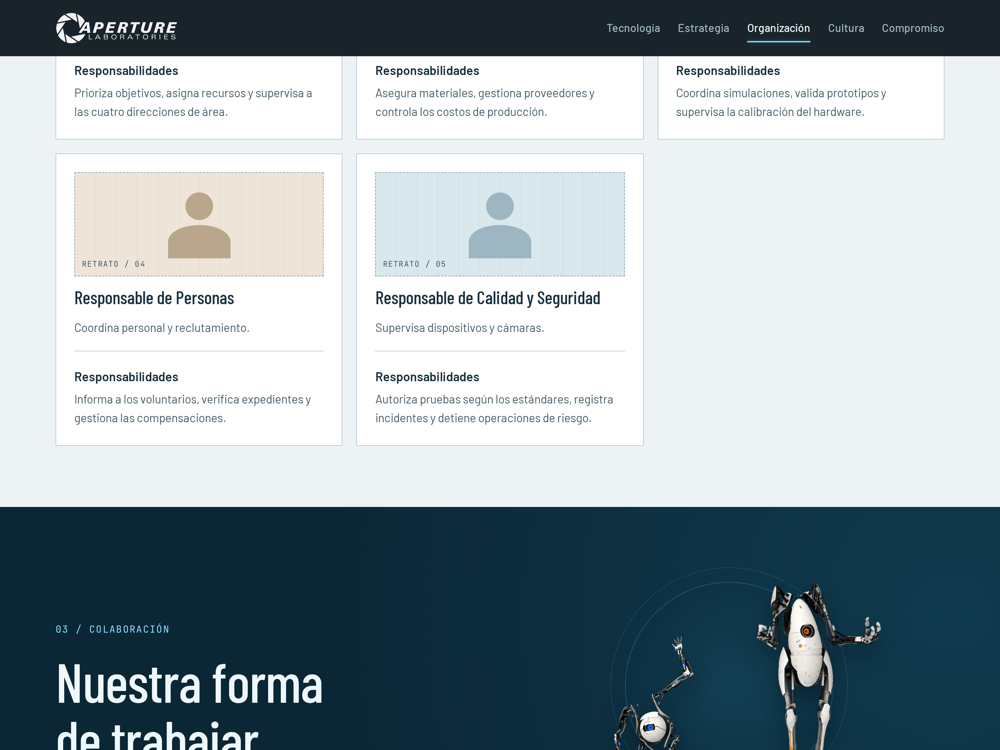 APERTURE
LABORATORIES
Tecnología
Estrategia
Organización
Cultura
Compromiso
Responsabilidades
Prioriza objetivos, asigna recursos y supervisa a
las cuatro direcciones de área.
Responsabilidades
Asegura materiales, gestiona proveedores y
controla los costos de producción.
Responsabilidades
Coordina simulaciones, valida prototipos y
supervisa la calibración del hardware.
RETRATO / 04
Responsable de Personas
Coordina personal y reclutamiento.
Responsabilidades
Informa a los voluntarios, verifica expedientes y
gestiona las compensaciones.
RETRATO / 05
Responsable de Calidad y Seguridad
Supervisa dispositivos y cámaras.
Responsabilidades
Autoriza pruebas según los estándares, registra
incidentes y detiene operaciones de riesgo.
03 / COLABORACIÓN
Nuestra forma
de trabajar